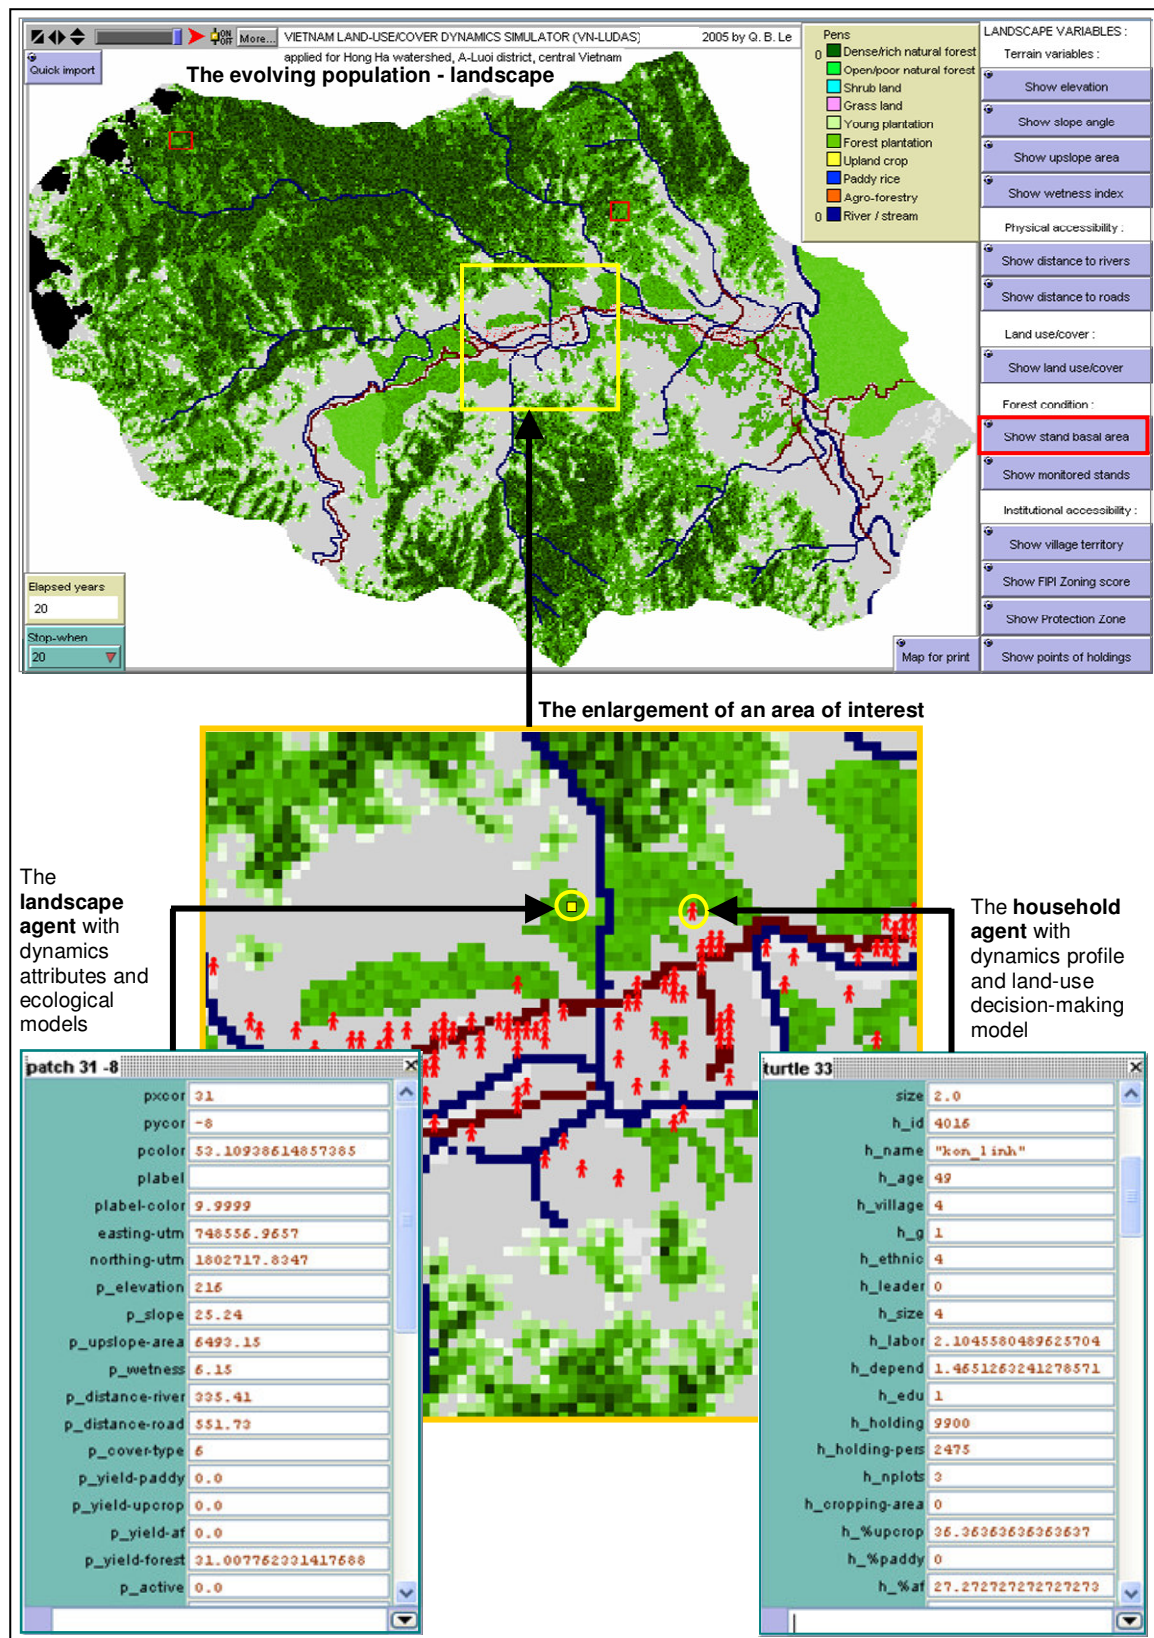 ON
OFF
More...
VIETNAM LAND-USE/COVER DYNAMICS SIMULATOR (VN-LUDAS)
2005 by Q. B. Le
applied for Hong Ha watershed, A-Luoi district, central Vietnam
Quick import
The evolving population - landscape
Pens
0
Dense/rich natural forest
Open/poor natural forest
Shrub land
Grass land
Young plantation
Forest plantation
Upland crop
Paddy rice
Agro-forestry
0
River / stream
LANDSCAPE VARIABLES :
Terrain variables :
Show elevation
Show slope angle
Show upslope area
Show wetness index
Physical accessibility :
Show distance to rivers
Show distance to roads
Land use/cover :
Show land use/cover
Forest condition :
Show stand basal area
Show monitored stands
Institutional accessibility :
Show village territory
Show FIPI Zoning score
Show Protection Zone
Show points of holdings
Map for print
Elapsed years
20
Stop-when
20
The enlargement of an area of interest
The
landscape
agent with
dynamics
attributes and
ecological
models
The household
agent with
dynamics profile
and land-use
decision-making
model
patch 31 -8
pxcor 31
pycor -8
pcolor 53.10938614857385
plabel
plabel-color 9.9999
easting-utm 748556.9657
northing-utm 1802717.8347
p_elevation 216
p_slope 25.24
p_upslope-area 6493.15
p_wetness 6.15
p_distance-river 335.41
p_distance-road 551.73
p_cover-type 6
p_yield-paddy 0.0
p_yield-upcrop 0.0
p_yield-af 0.0
p_yield-forest 31.007762331417688
p_active 0.0
turtle 33
size 2.0
h_id 4016
h_name "kon_linh"
h_age 49
h_village 4
h_g 1
h_ethnic 4
h_leader 0
h_size 4
h_labor 2.1045580489625704
h_depend 1.4651263241278571
h_edu 1
h_holding 9900
h_holding-pers 2475
h_nplots 3
h_cropping-area 0
h_%upcrop 36.36363636363637
h_%paddy 0
h_%af 27.272727272727273